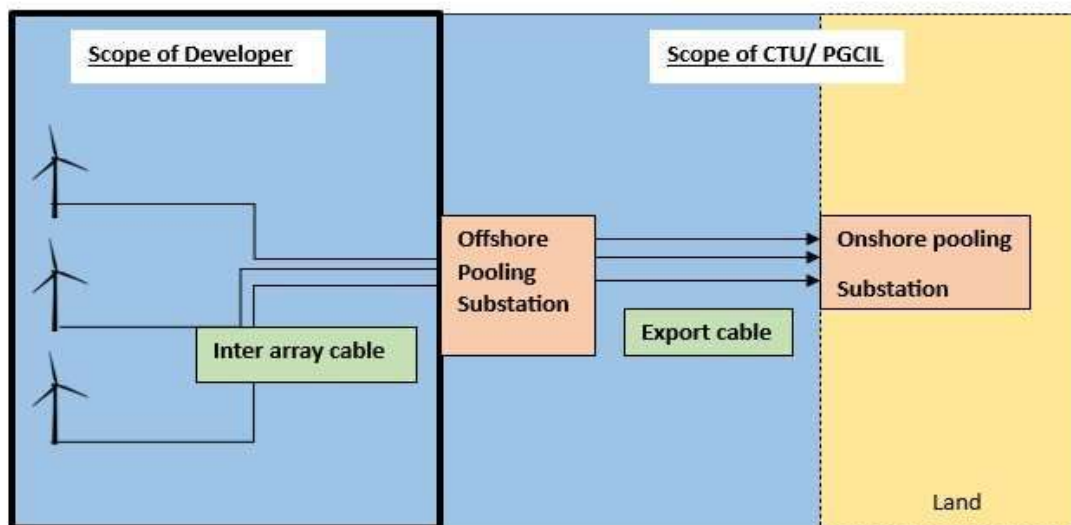 Scope of Developer
Scope of CTU/ PGCIL
Offshore
Pooling
Substation
Onshore pooling
Substation
Inter array cable
Export cable
Land